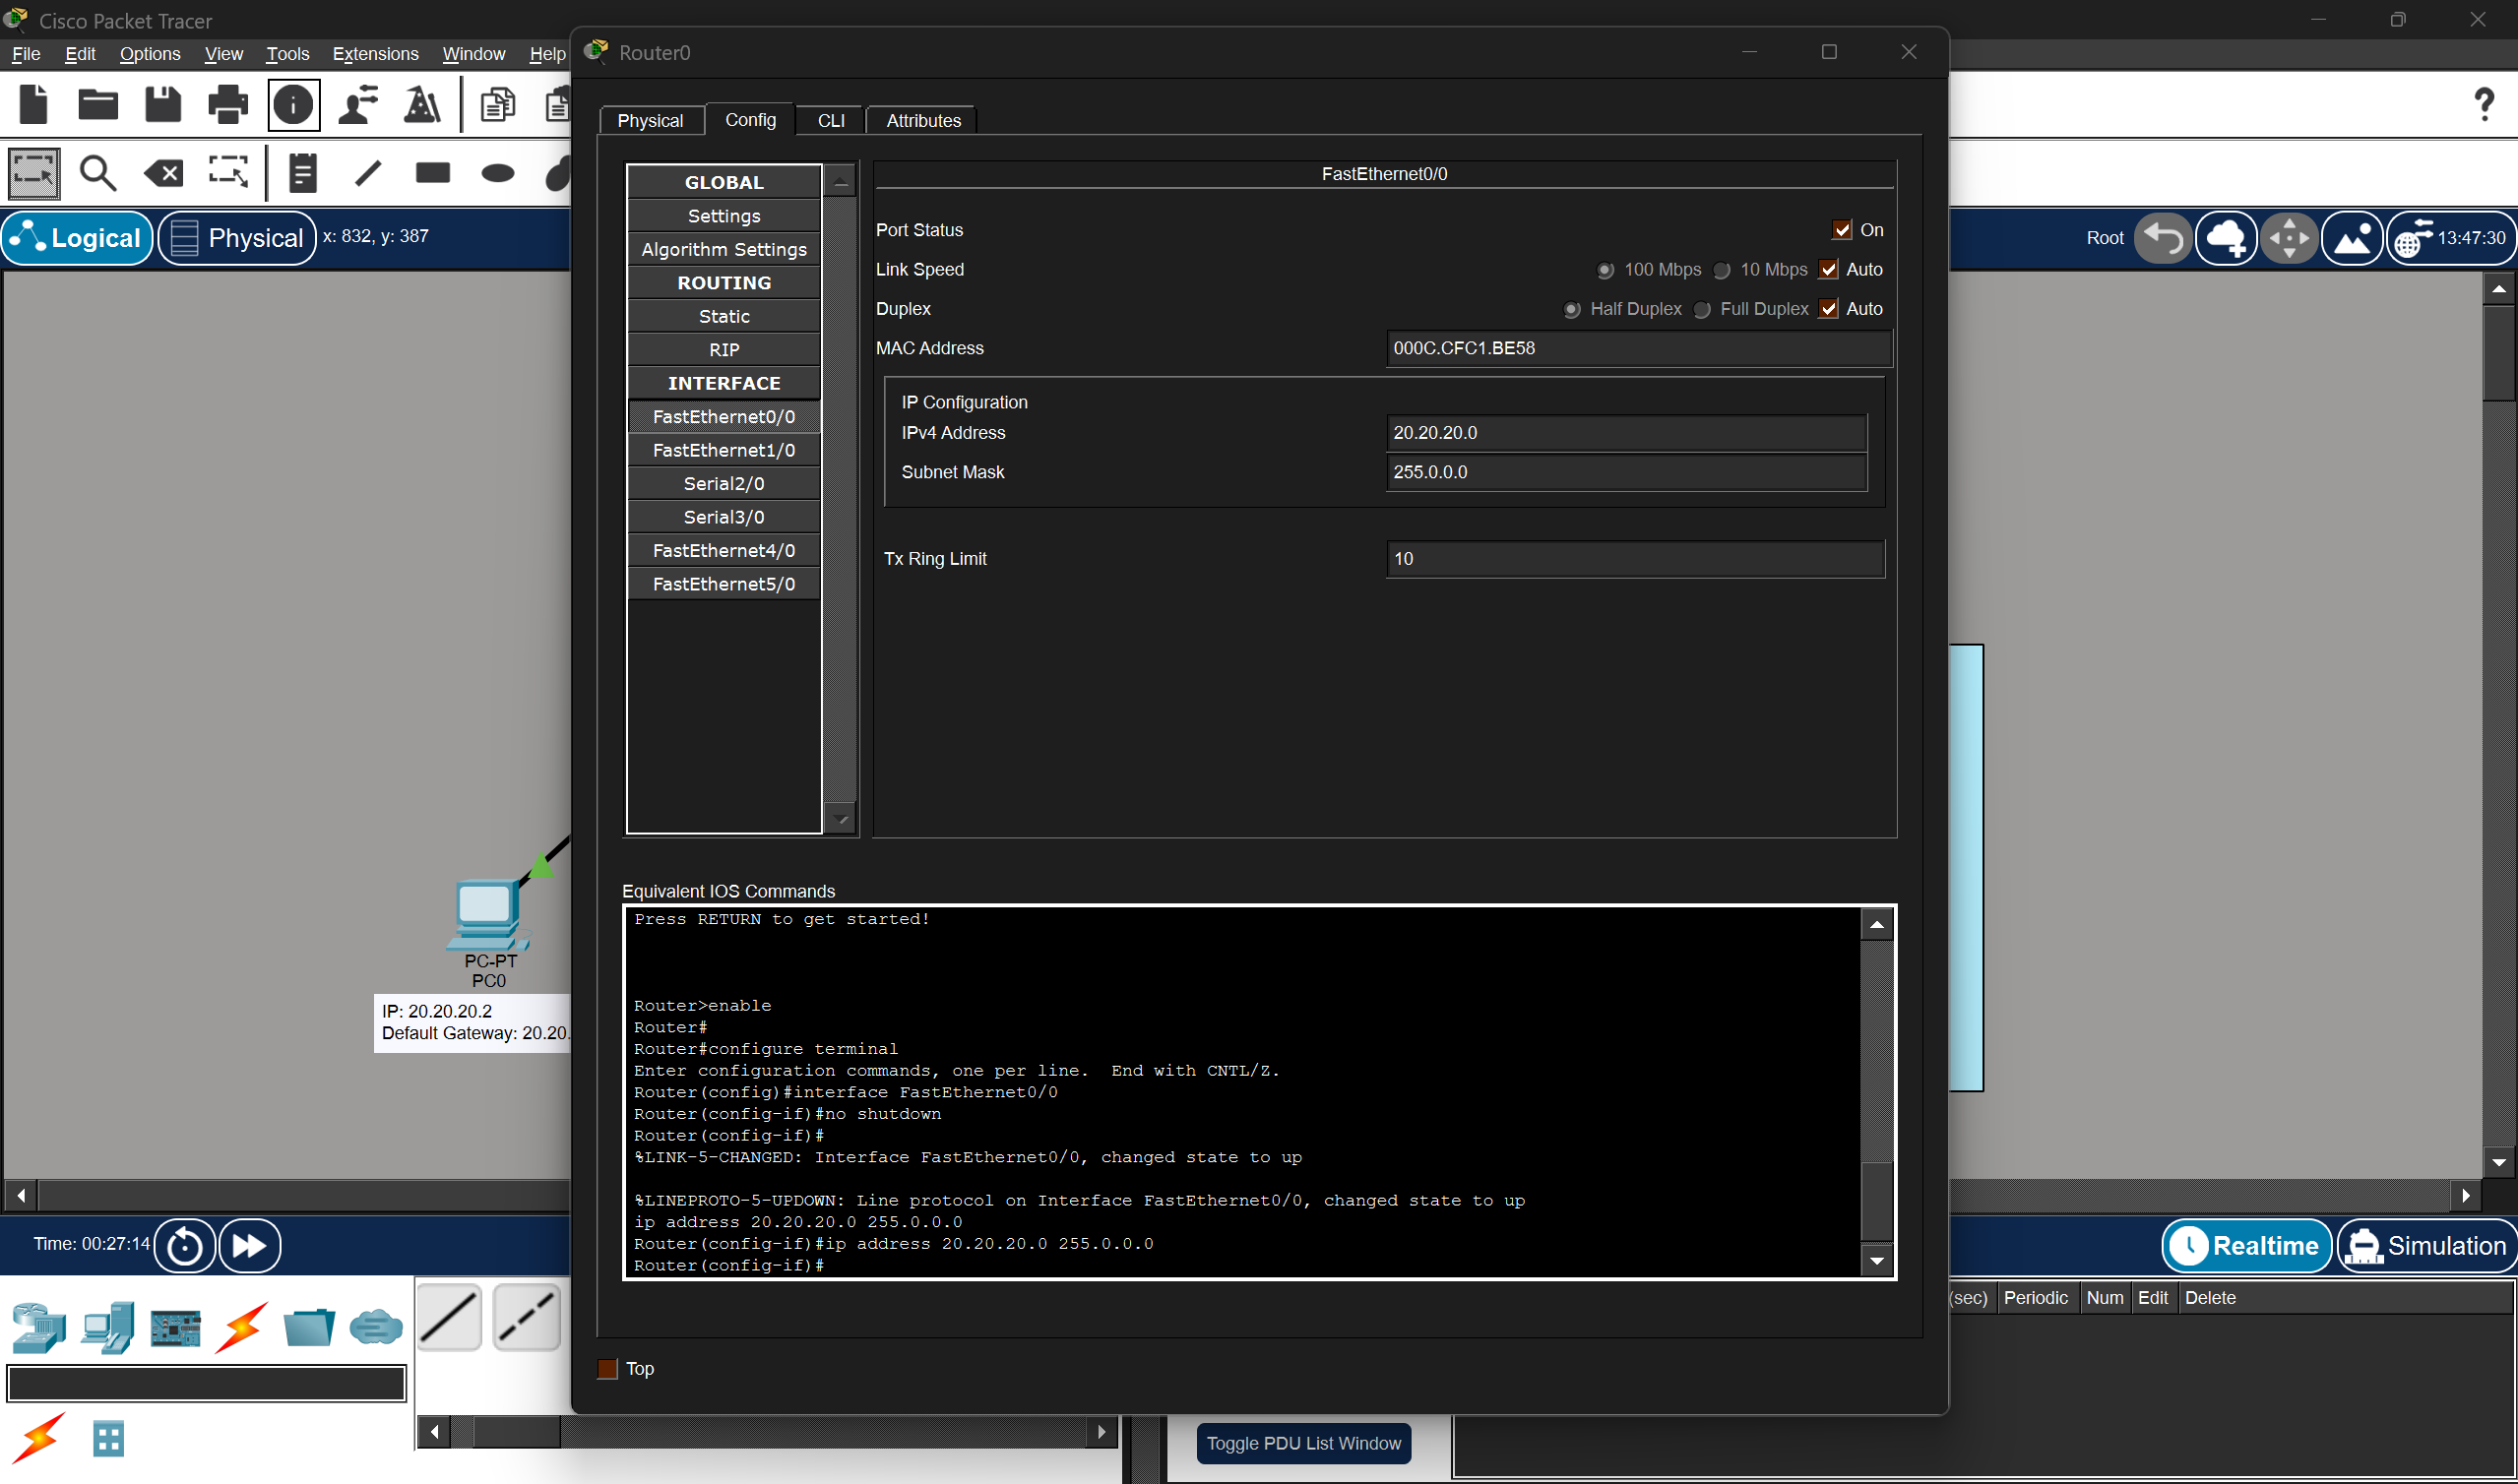 Cisco Packet Tracer
File Edit Options View Tools Extensions Window Help
Logical Physical x: 832, y: 387
Root 13:47:30
PC-PT
PC0
IP: 20.20.20.2
Default Gateway: 20.20.
Time: 00:27:14
Realtime Simulation
(sec) Periodic Num Edit Delete
Toggle PDU List Window
Router0
Physical Config CLI Attributes
GLOBAL
Settings
Algorithm Settings
ROUTING
Static
RIP
INTERFACE
FastEthernet0/0
FastEthernet1/0
Serial2/0
Serial3/0
FastEthernet4/0
FastEthernet5/0
FastEthernet0/0
Port Status On
Link Speed 100 Mbps 10 Mbps Auto
Duplex Half Duplex Full Duplex Auto
MAC Address 000C.CFC1.BE58
IP Configuration
IPv4 Address 20.20.20.0
Subnet Mask 255.0.0.0
Tx Ring Limit 10
Equivalent IOS Commands
Press RETURN to get started!
Router>enable
Router#
Router#configure terminal
Enter configuration commands, one per line. End with CNTL/Z.
Router(config)#interface FastEthernet0/0
Router(config-if)#no shutdown
Router(config-if)#
%LINK-5-CHANGED: Interface FastEthernet0/0, changed state to up
%LINEPROTO-5-UPDOWN: Line protocol on Interface FastEthernet0/0, changed state to up
ip address 20.20.20.0 255.0.0.0
Router(config-if)#ip address 20.20.20.0 255.0.0.0
Router(config-if)#
Top